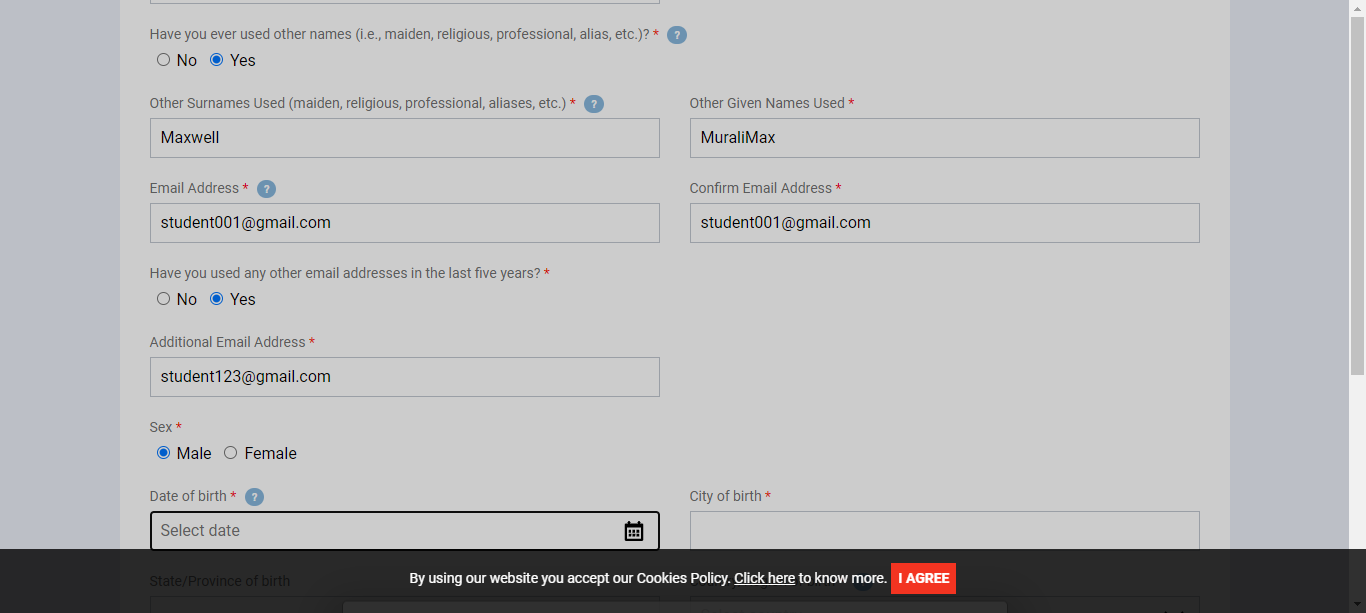 Have you ever used other names (i.e., maiden, religious, professional, alias, etc.)? * ?
No Yes
Other Surnames Used (maiden, religious, professional, aliases, etc.) * ? Other Given Names Used *
Maxwell MuraliMax
Email Address * ? Confirm Email Address *
student001@gmail.com student001@gmail.com
Have you used any other email addresses in the last five years? *
No Yes
Additional Email Address *
student123@gmail.com
Sex *
Male Female
Date of birth * ? City of birth *
Select date
By using our website you accept our Cookies Policy. Click here to know more. I AGREE
State/Province of birth